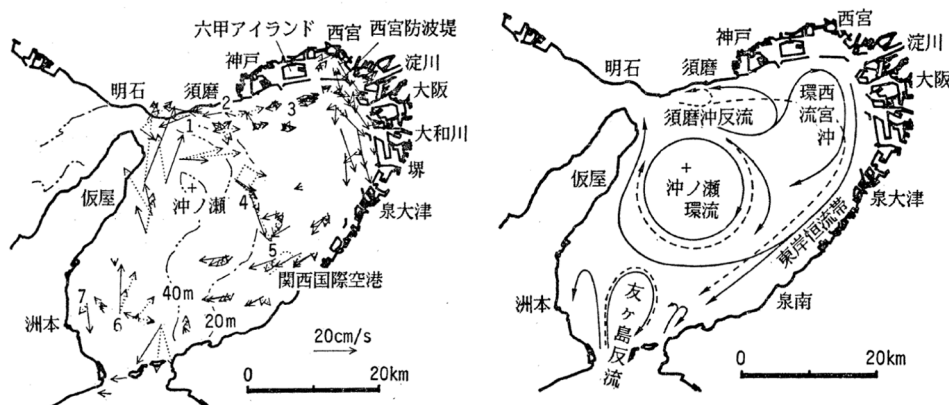 六甲アイランド
西宮
西宮防波堤
神戸
淀川
明石
須磨
大阪
2
3
1
大和川
堺
仮屋
沖ノ瀬
4
泉大津
5
関西国際空港
7
40m
洲本
6
20m
20cm/s
0
20km
西宮
神戸
淀川
明石
須磨
大阪
須磨沖反流
西宮沖
環流
仮屋
沖ノ瀬
環流
泉大津
東岸恒流帯
洲本
友ヶ島反流
泉南
0
20km